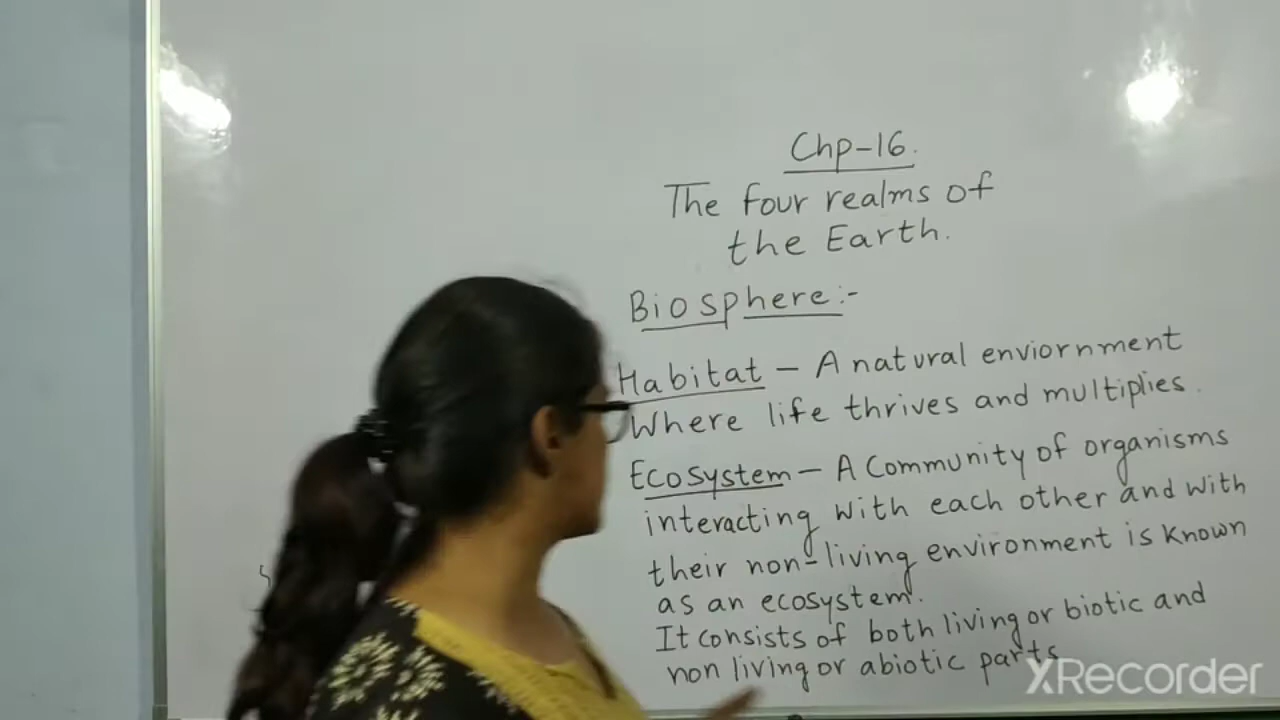 Chp-16.
The four realms of
the Earth.
Biosphere:-
Habitat - A natural enviornment
Where life thrives and multiplies.
Ecosystem - A Community of organisms
interacting with each other and with
their non-living environment is known
as an ecosystem.
It consists of both living or biotic and
non living or abiotic parts
XRecorder